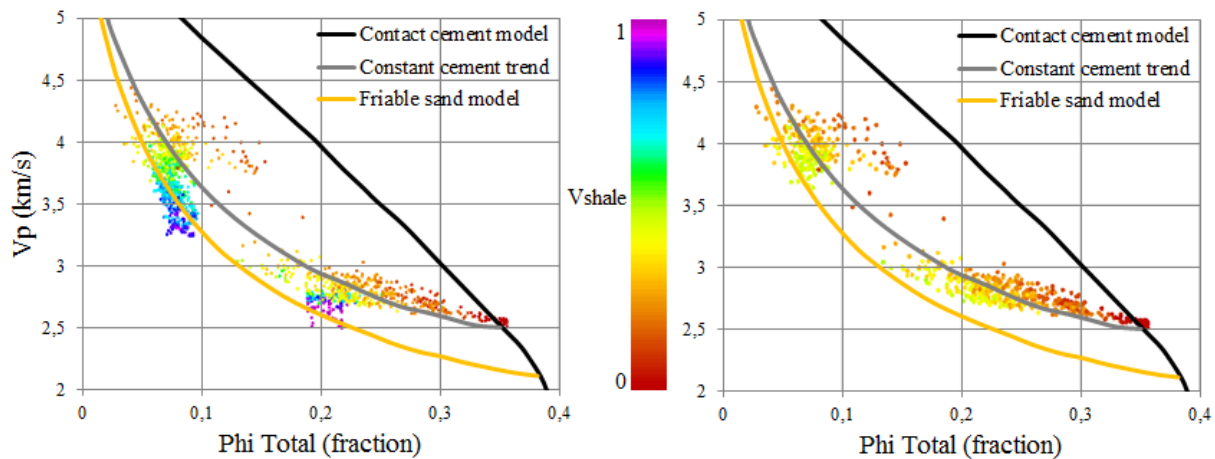 5
4,5
4
3,5
3
2,5
2
Vp (km/s)
0
0,1
0,2
0,3
0,4
Phi Total (fraction)
Contact cement model
Constant cement trend
Friable sand model
1
Vshale
0
5
4,5
4
3,5
3
2,5
2
0
0,1
0,2
0,3
0,4
Phi Total (fraction)
Contact cement model
Constant cement trend
Friable sand model